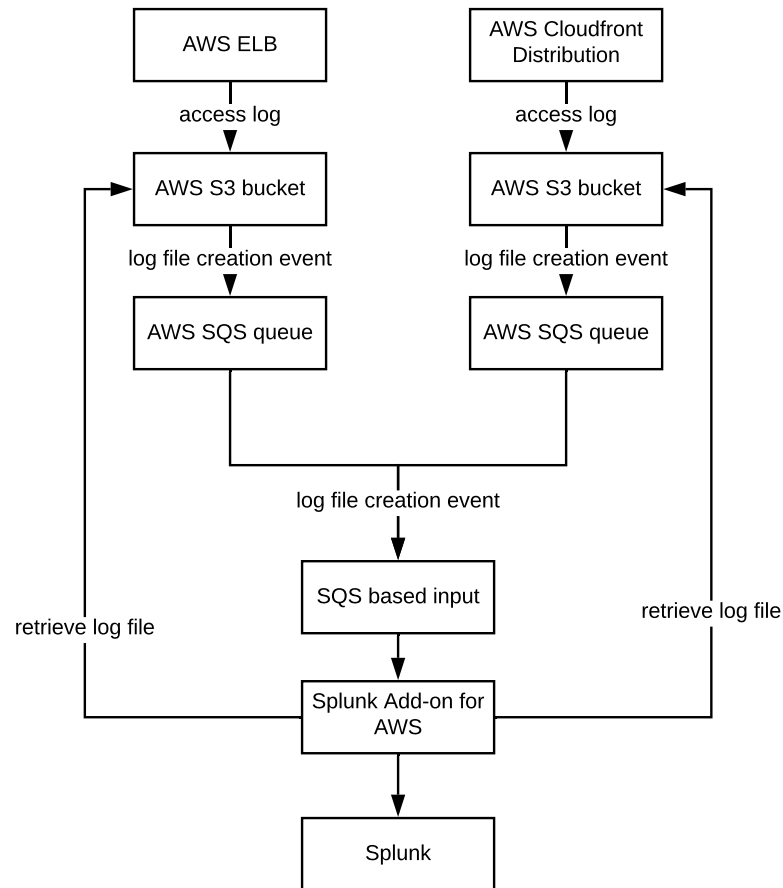 AWS ELB
AWS Cloudfront
Distribution
access log
access log
AWS S3 bucket
AWS S3 bucket
log file creation event
log file creation event
AWS SQS queue
AWS SQS queue
log file creation event
SQS based input
retrieve log file
retrieve log file
Splunk Add-on for
AWS
Splunk